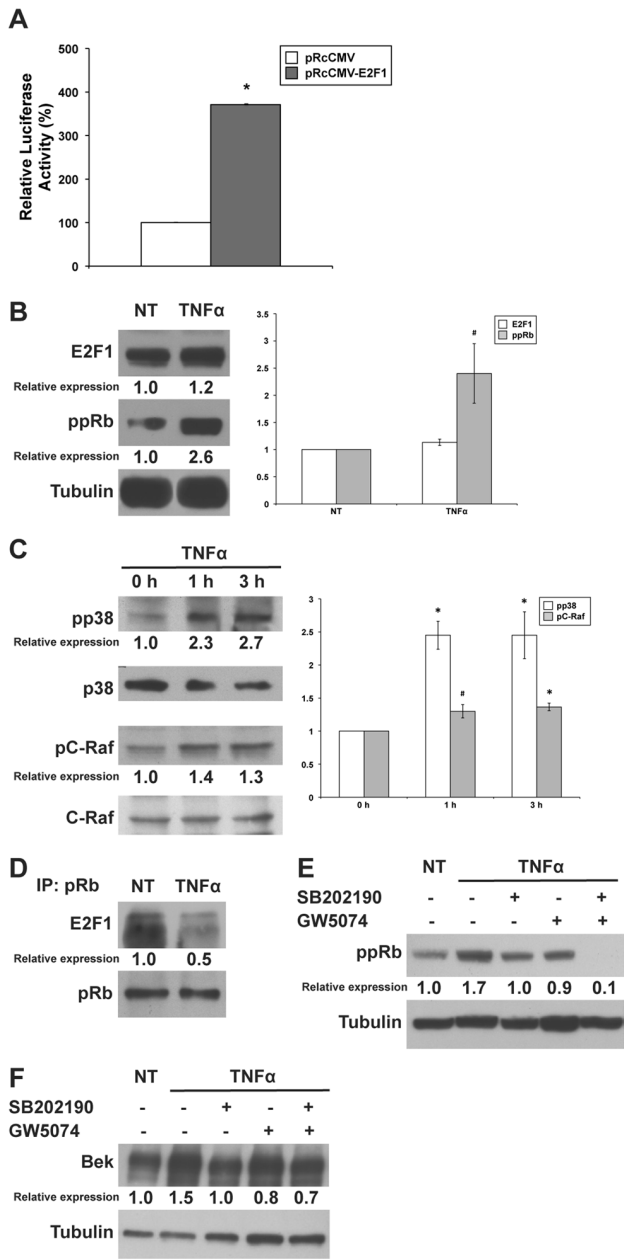 A
Relative Luciferase
Activity (%)
500
400
300
200
100
0
*
pRcCMV
pRcCMV-E2F1
B
NT TNFα
E2F1
Relative expression 1.0 1.2
ppRb
Relative expression 1.0 2.6
Tubulin
3.5
3
2.5
2
1.5
1
0.5
0
#
E2F1
ppRb
NT TNFα
C
TNFα
0 h 1 h 3 h
pp38
Relative expression 1.0 2.3 2.7
p38
pC-Raf
Relative expression 1.0 1.4 1.3
C-Raf
2.5
2
1.5
1
0.5
0
* # * *
pp38
pC-Raf
0 h 1 h 3 h
D
IP: pRb NT TNFα
E2F1
Relative expression 1.0 0.5
pRb
E
NT TNFα
SB202190 - - + - +
GW5074 - - - + +
ppRb
Relative expression 1.0 1.7 1.0 0.9 0.1
Tubulin
F
NT TNFα
SB202190 - - + - +
GW5074 - - - + +
Bek
Relative expression 1.0 1.5 1.0 0.8 0.7
Tubulin